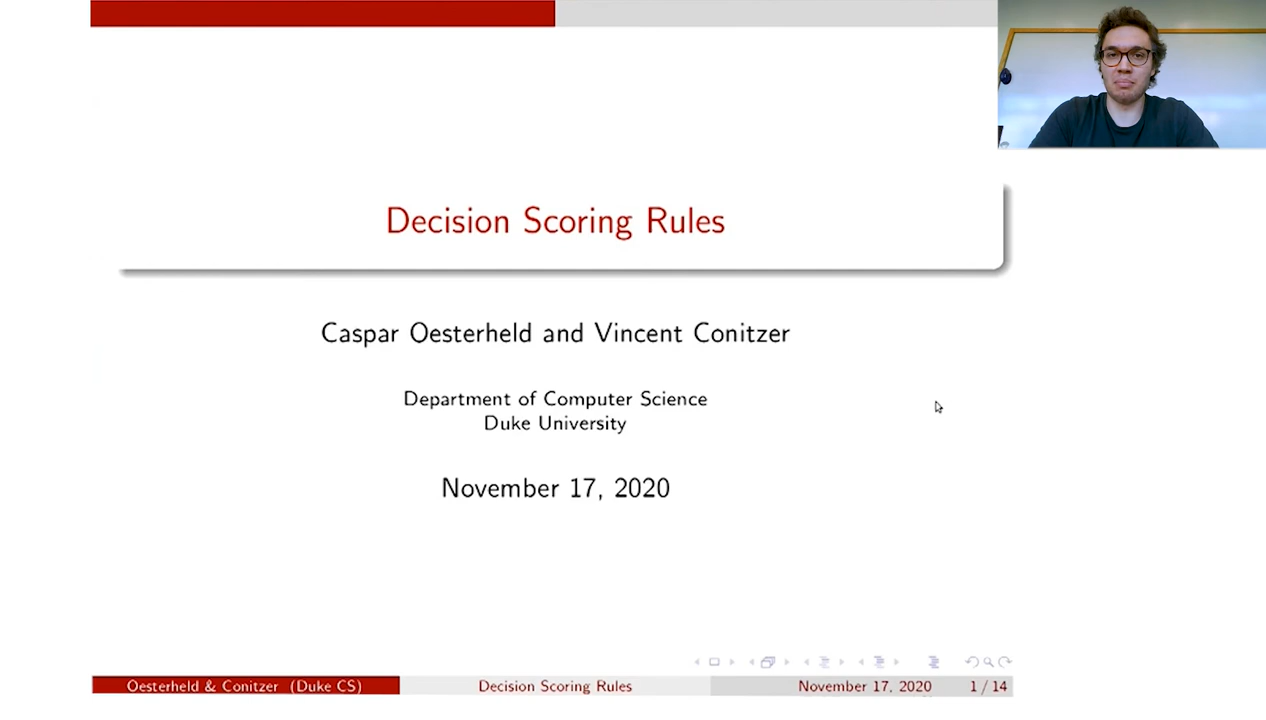 Decision Scoring Rules
Caspar Oesterheld and Vincent Conitzer
Department of Computer Science
Duke University
November 17, 2020
Oesterheld & Conitzer (Duke CS) Decision Scoring Rules November 17, 2020 1 / 14